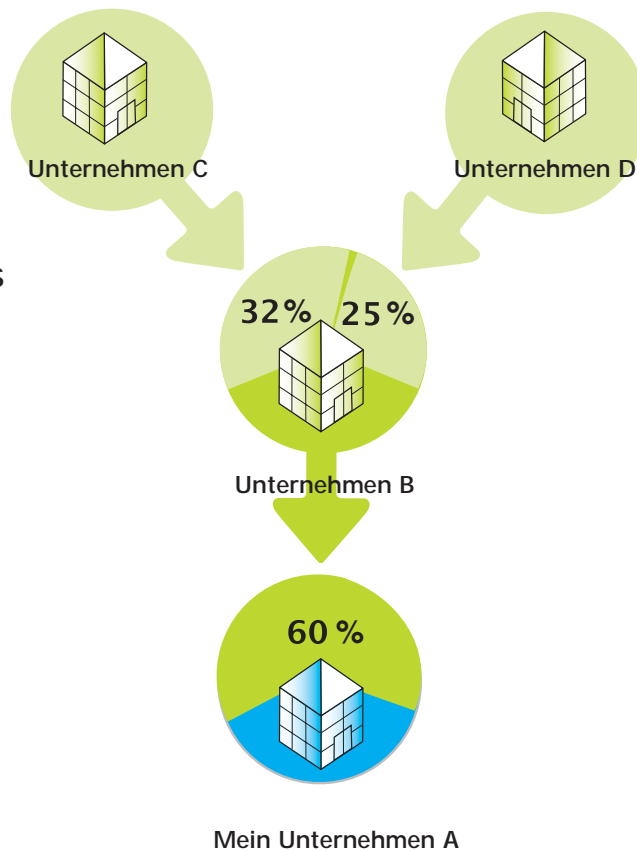 Unternehmen C
Unternehmen D
s
32 %
25 %
Unternehmen B
60 %
Mein Unternehmen A